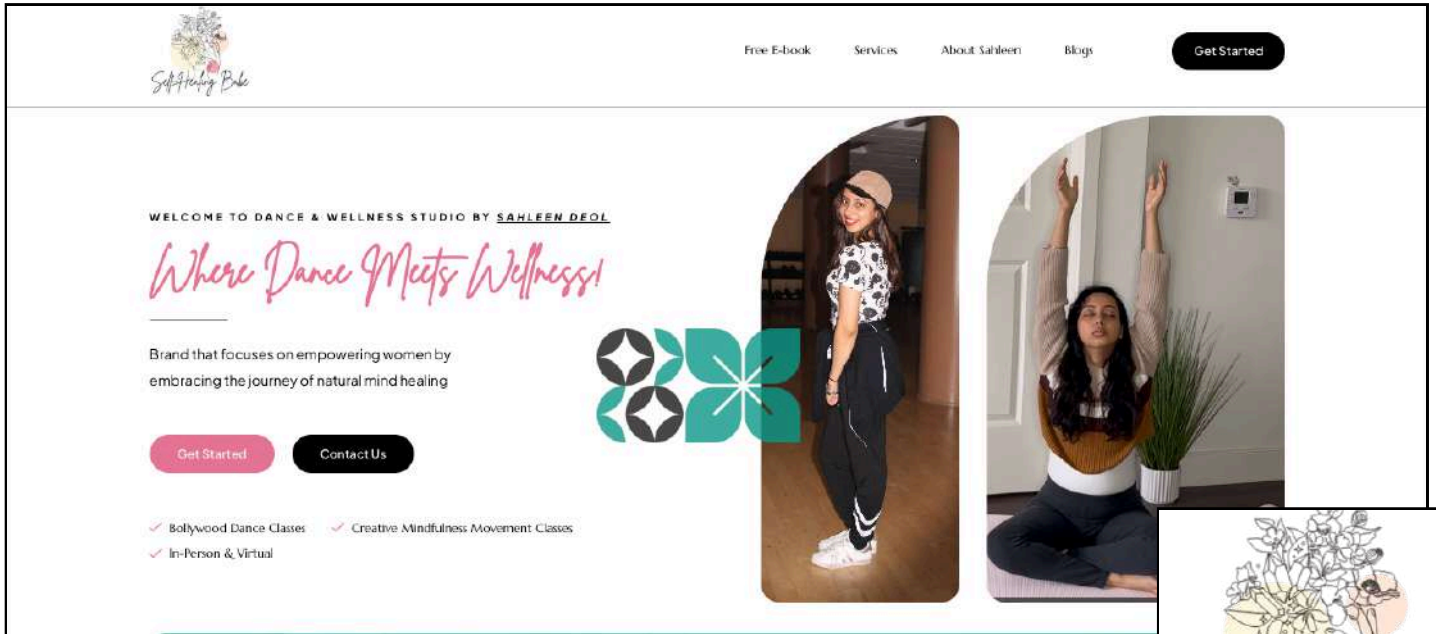 Self-Healing Babe
Free E-book
Services
About Sahleen
Blogs
Get Started
WELCOME TO DANCE & WELLNESS STUDIO BY SAHLEEN DEOL
Where Dance Meets Wellness!
Brand that focuses on empowering women by
embracing the journey of natural mind healing
Get Started
Contact Us
Bollywood Dance Classes
Creative Mindfulness Movement Classes
In-Person & Virtual